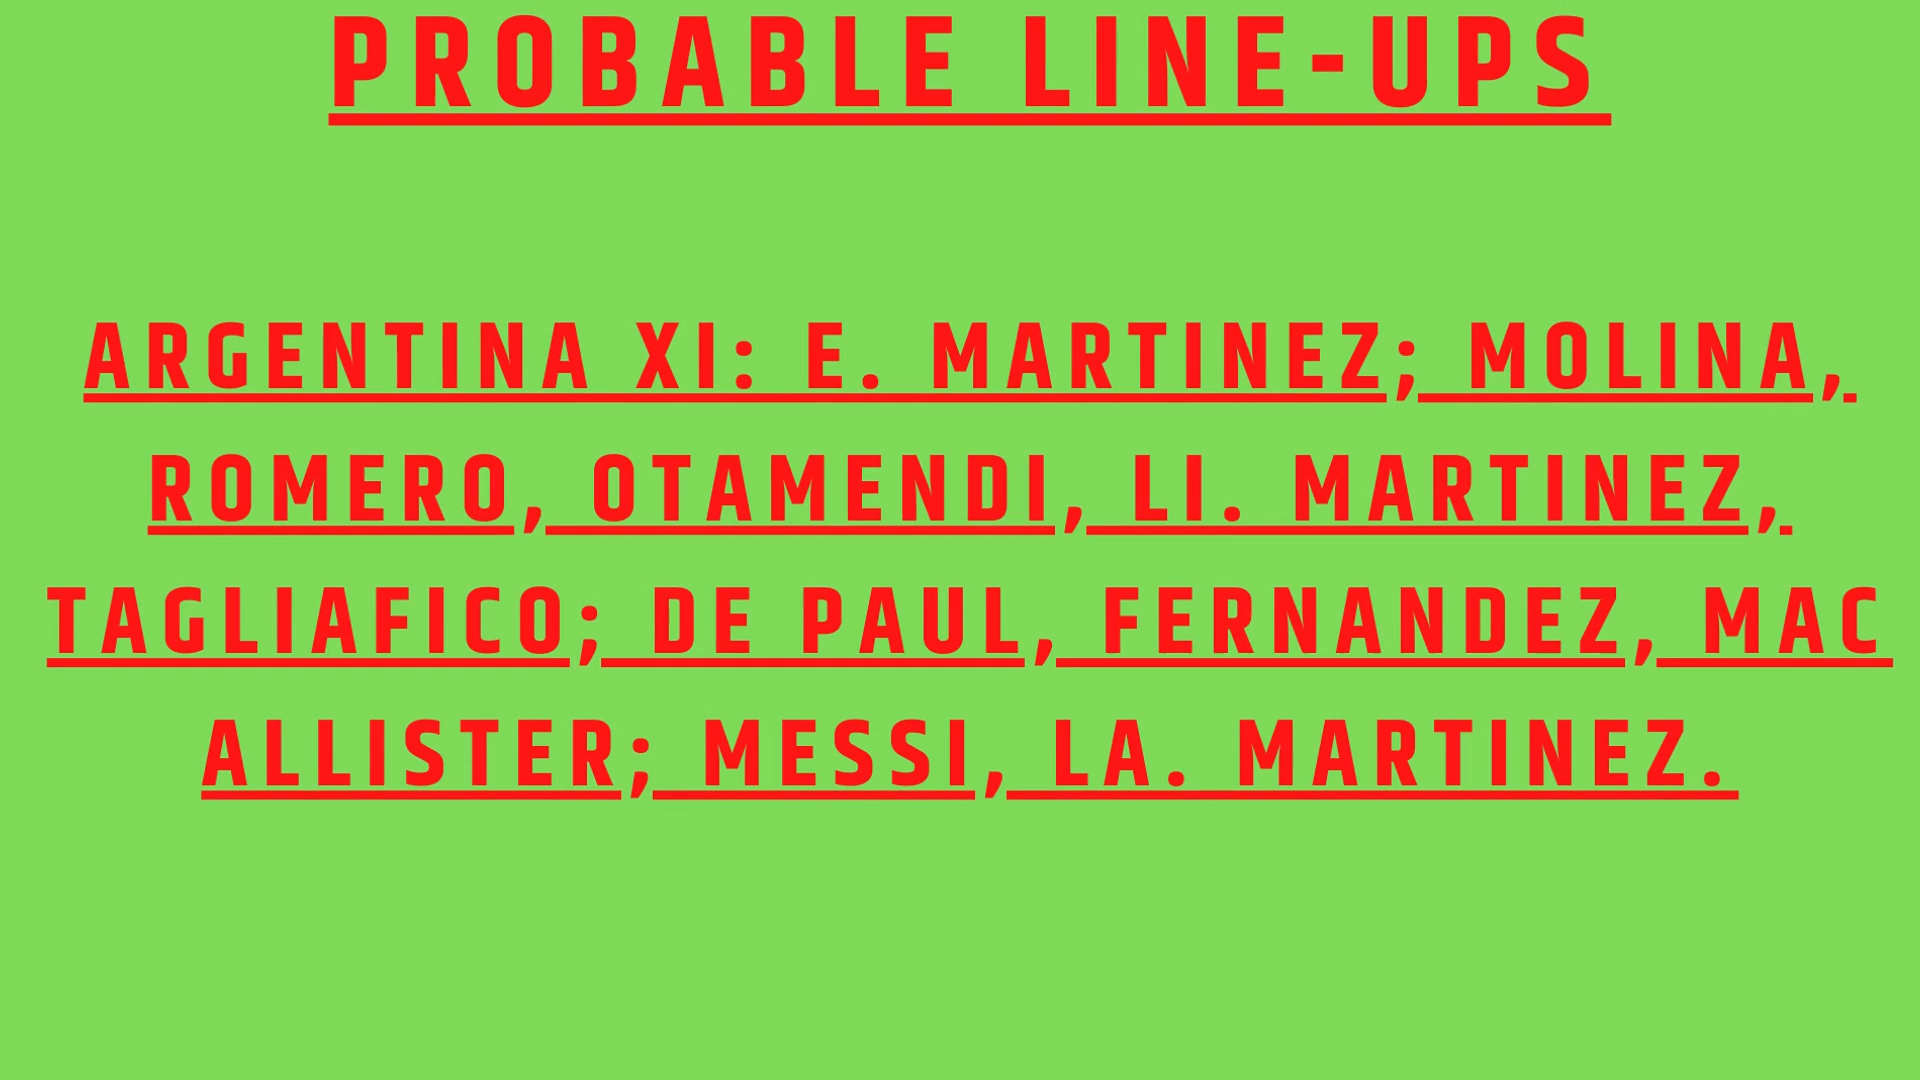 PROBABLE LINE-UPS
ARGENTINA XI: E. MARTINEZ; MOLINA,
ROMERO, OTAMENDI, LI. MARTINEZ,
TAGLIAFICO; DE PAUL, FERNANDEZ, MAC
ALLISTER; MESSI, LA. MARTINEZ.